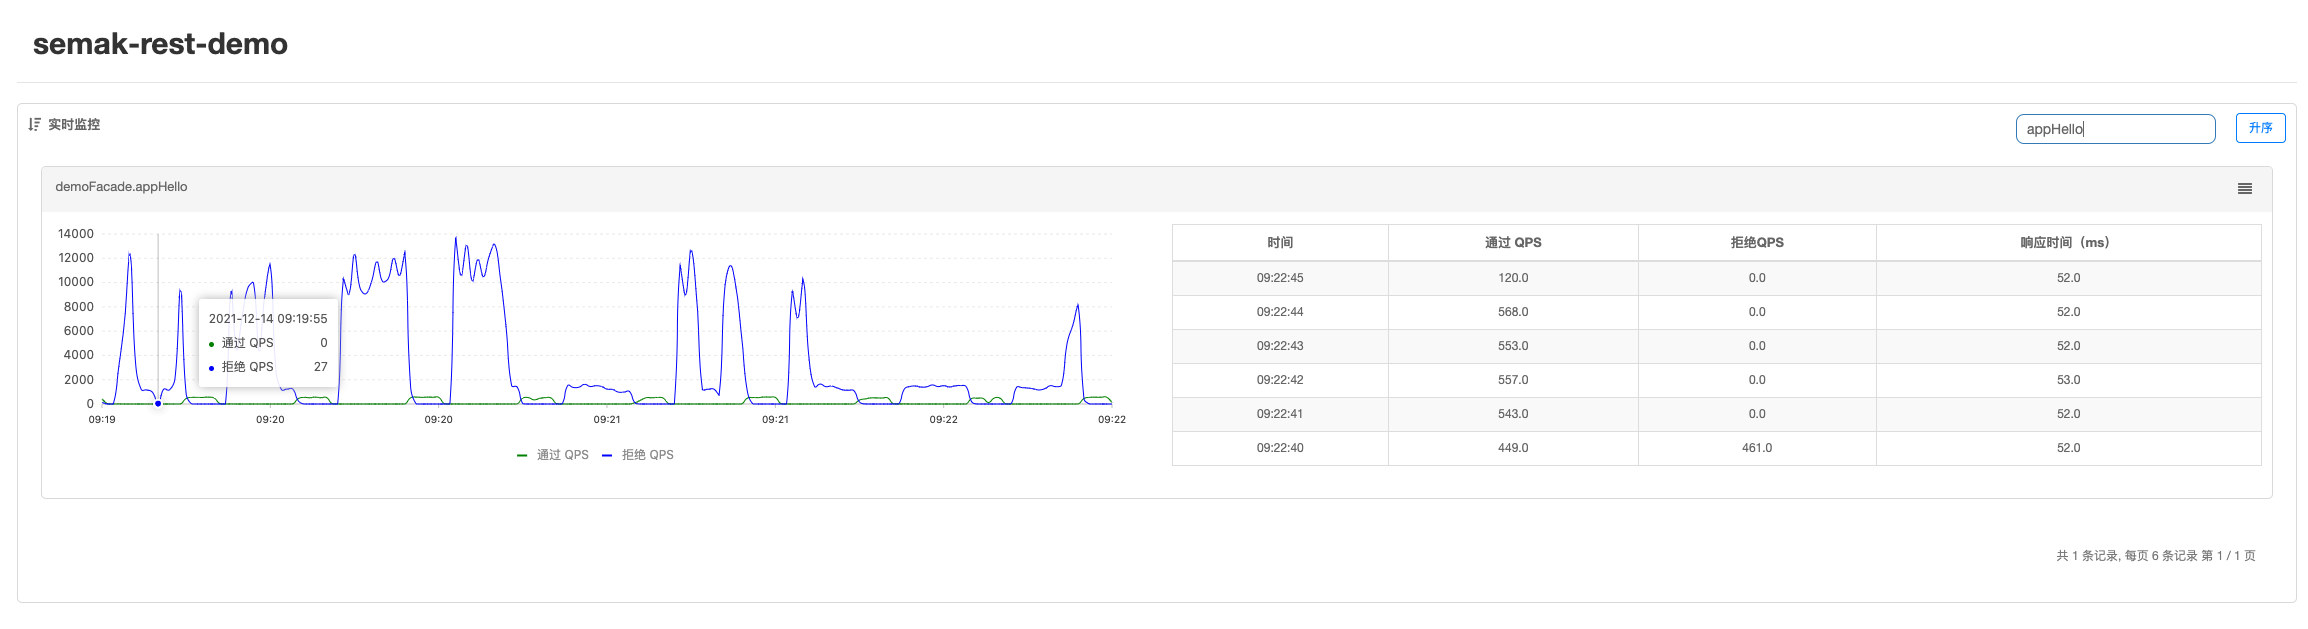 semak-rest-demo
实时监控
appHello
升序
demoFacade.appHello
14000
12000
10000
8000
6000
4000
2000
0
2021-12-14 09:19:55
通过 QPS 0
拒绝 QPS 27
09:19 09:20 09:20 09:21 09:21 09:22 09:22
通过 QPS 拒绝 QPS
时间 通过 QPS 拒绝QPS 响应时间（ms）
09:22:45 120.0 0.0 52.0
09:22:44 568.0 0.0 52.0
09:22:43 553.0 0.0 52.0
09:22:42 557.0 0.0 53.0
09:22:41 543.0 0.0 52.0
09:22:40 449.0 461.0 52.0
共 1 条记录, 每页 6 条记录 第 1 / 1 页